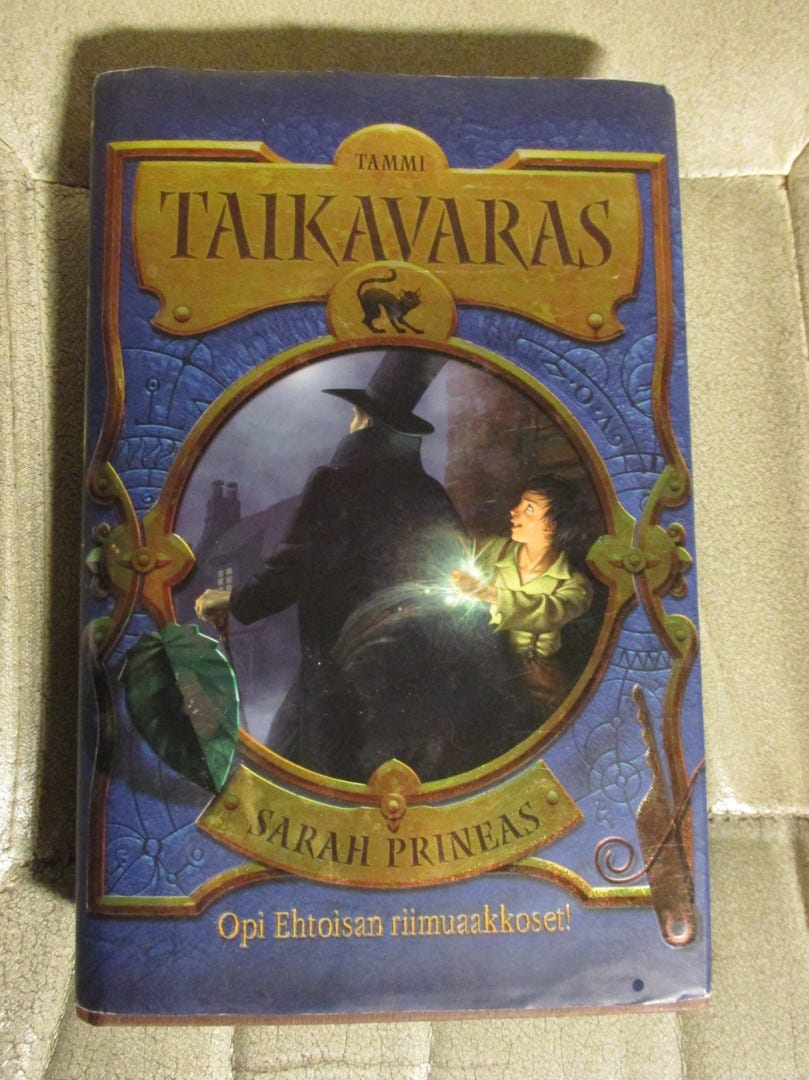 TAMMI
TAIKAVARAS
SARAH PRINEAS
Opi Ehtoisan riimuaakkoset!